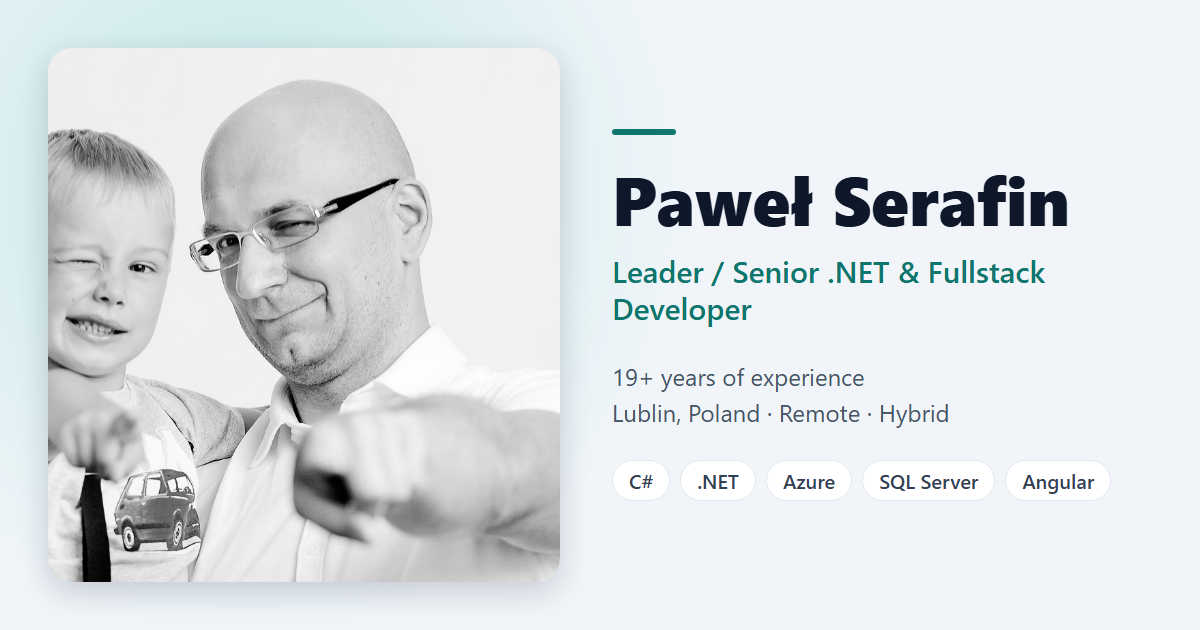 Paweł Serafin
Leader / Senior .NET & Fullstack
Developer
19+ years of experience
Lublin, Poland · Remote · Hybrid
C# .NET Azure SQL Server Angular